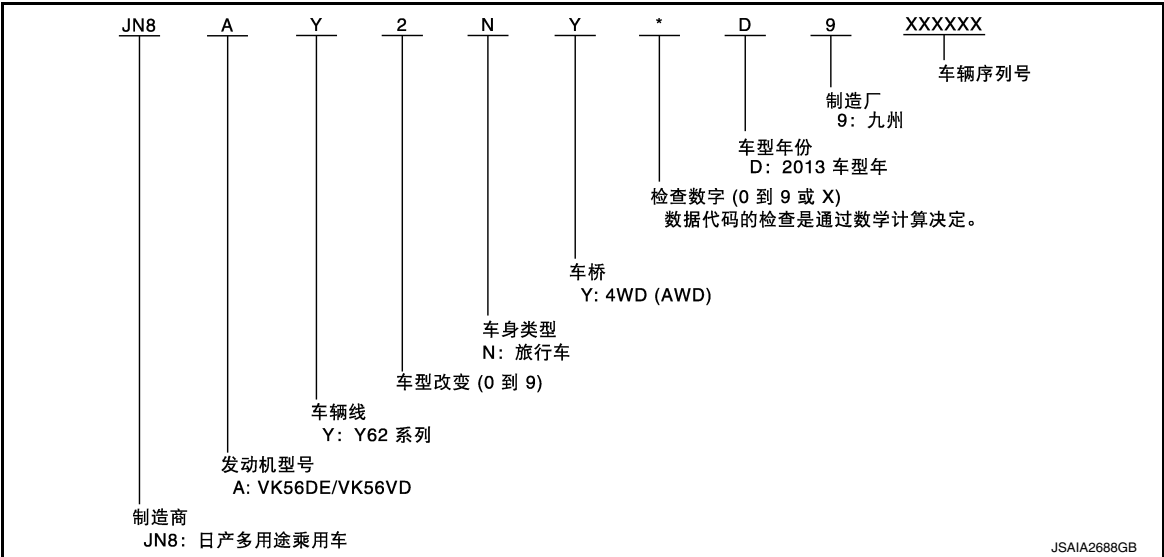 JN8 A Y 2 N Y * D 9 XXXXXX
车辆序列号
制造厂
9：九州
车型年份
D：2013 车型年
检查数字 (0 到 9 或 X)
数据代码的检查是通过数学计算决定。
车桥
Y: 4WD (AWD)
车身类型
N：旅行车
车型改变 (0 到 9)
车辆线
Y：Y62 系列
发动机型号
A: VK56DE/VK56VD
制造商
JN8：日产多用途乘用车
JSAIA2688GB